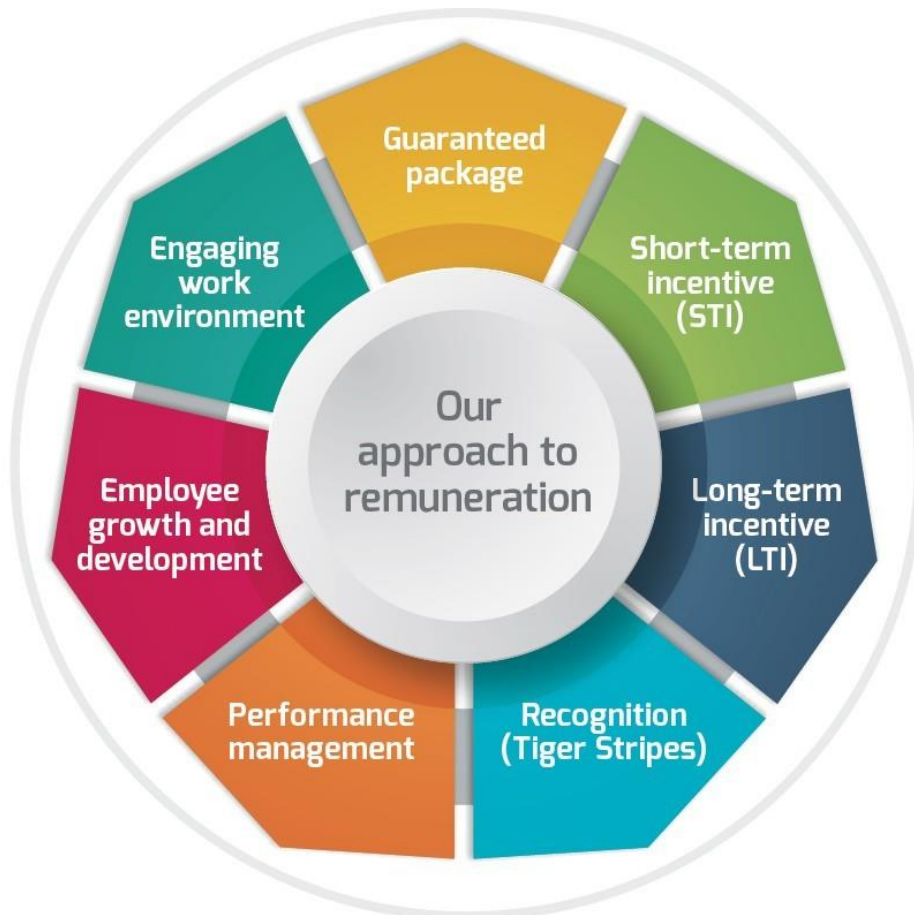 Our
approach to
remuneration
Guaranteed
package
Short-term
incentive
(STI)
Long-term
incentive
(LTI)
Recognition
(Tiger Stripes)
Performance
management
Employee
growth and
development
Engaging
work
environment